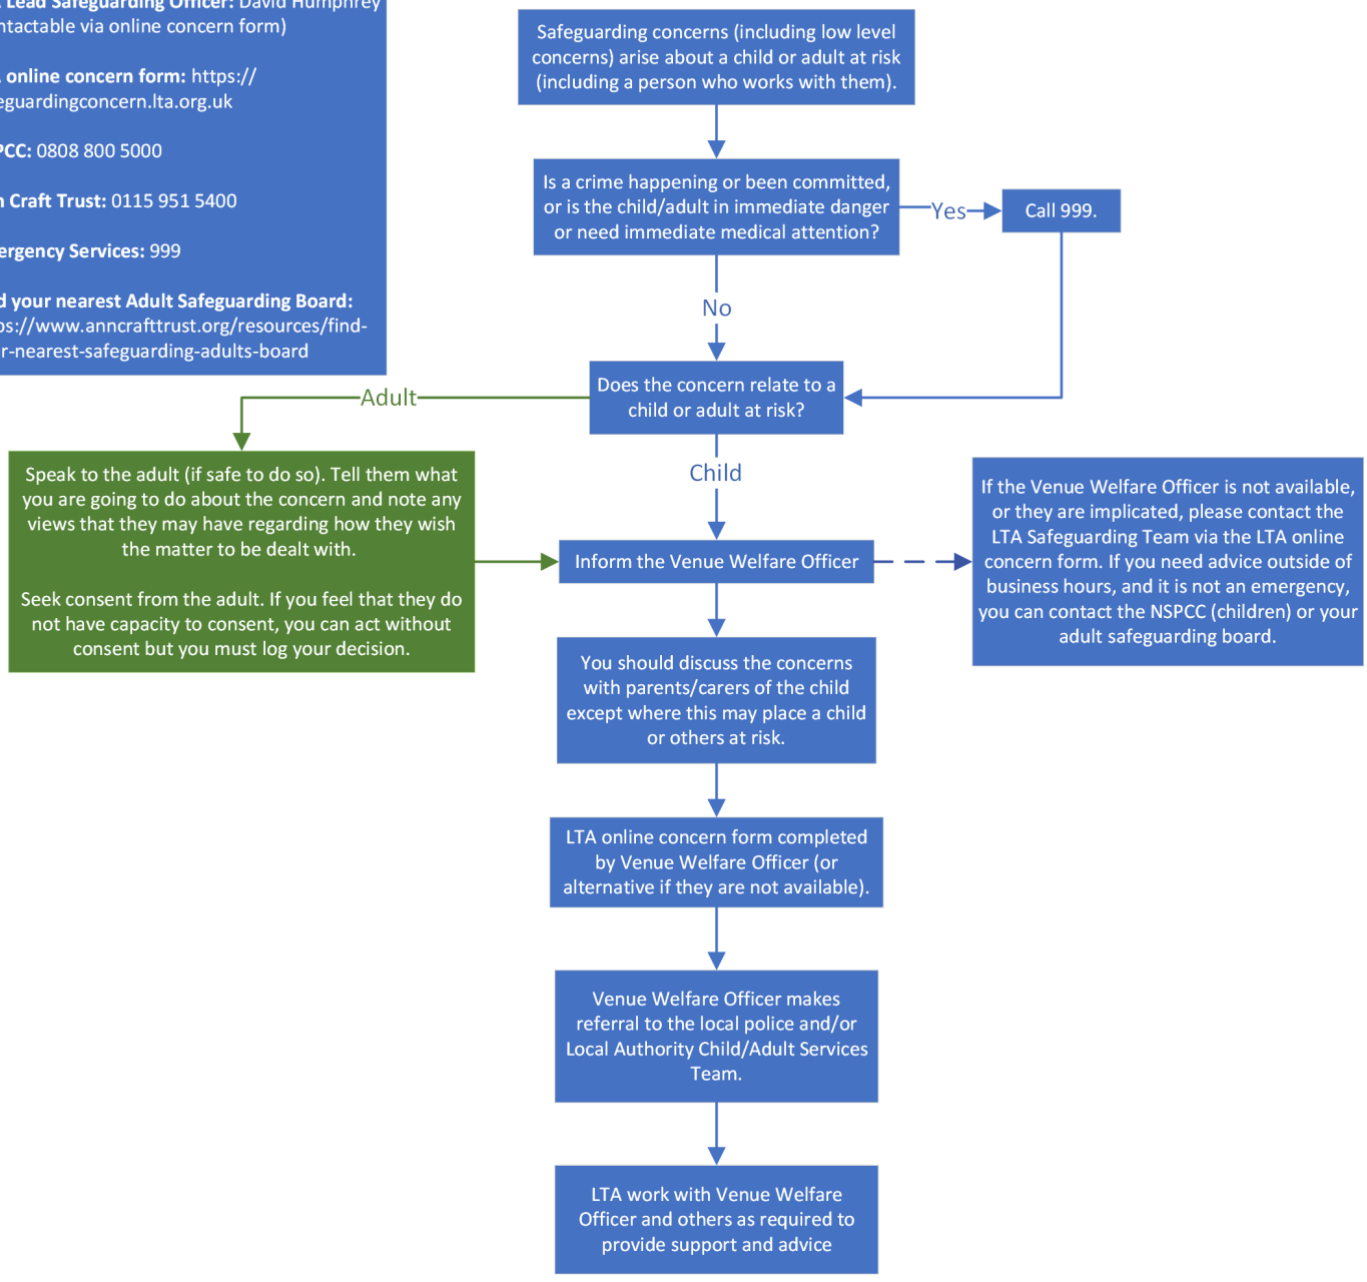 Lead Safeguarding Officer: David Humphrey
ntactable via online concern form)
online concern form: https://
eguardingconcern.lta.org.uk
PCC: 0808 800 5000
n Craft Trust: 0115 951 5400
ergency Services: 999
d your nearest Adult Safeguarding Board:
ps://www.anncrafttrust.org/resources/find-
r-nearest-safeguarding-adults-board
Safeguarding concerns (including low level
concerns) arise about a child or adult at risk
(including a person who works with them).
Is a crime happening or been committed,
or is the child/adult in immediate danger
or need immediate medical attention?
Yes
Call 999.
No
Does the concern relate to a
child or adult at risk?
Adult
Child
Speak to the adult (if safe to do so). Tell them what
you are going to do about the concern and note any
views that they may have regarding how they wish
the matter to be dealt with.
Seek consent from the adult. If you feel that they do
not have capacity to consent, you can act without
consent but you must log your decision.
Inform the Venue Welfare Officer
If the Venue Welfare Officer is not available,
or they are implicated, please contact the
LTA Safeguarding Team via the LTA online
concern form. If you need advice outside of
business hours, and it is not an emergency,
you can contact the NSPCC (children) or your
adult safeguarding board.
You should discuss the concerns
with parents/carers of the child
except where this may place a child
or others at risk.
LTA online concern form completed
by Venue Welfare Officer (or
alternative if they are not available).
Venue Welfare Officer makes
referral to the local police and/or
Local Authority Child/Adult Services
Team.
LTA work with Venue Welfare
Officer and others as required to
provide support and advice